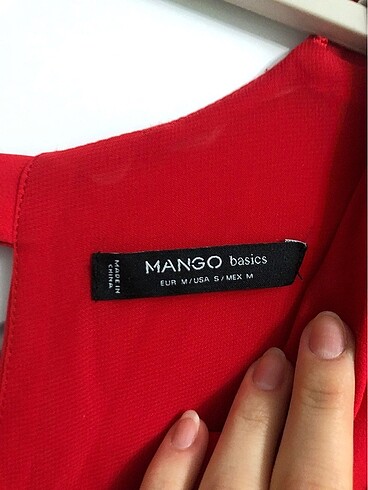 MANGO basics
EUR M/USA S/MEX M
MADE IN
CHINA